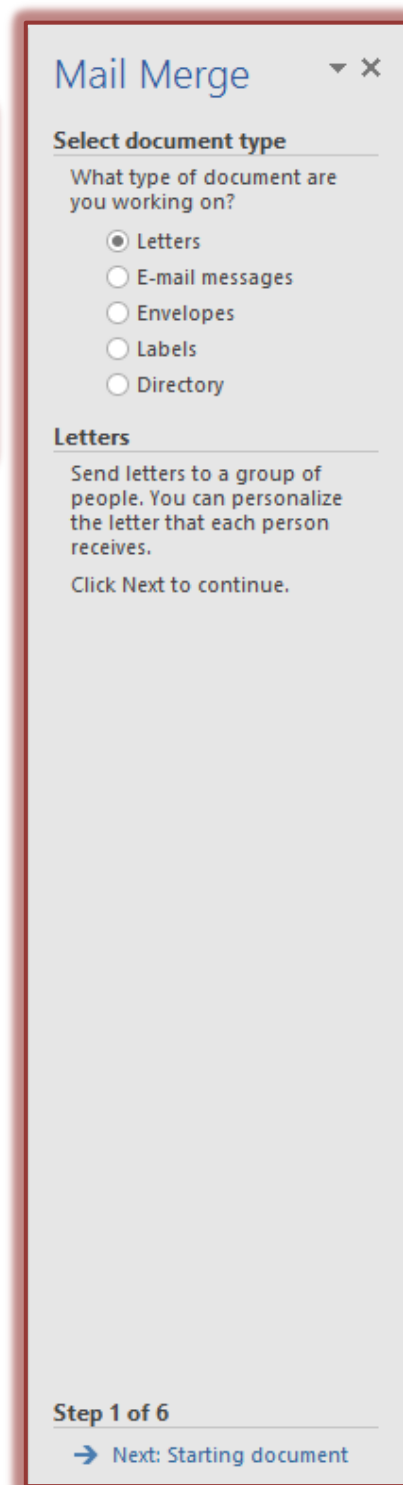 Mail Merge
Select document type
What type of document are
you working on?
Letters
E-mail messages
Envelopes
Labels
Directory
Letters
Send letters to a group of
people. You can personalize
the letter that each person
receives.
Click Next to continue.
Step 1 of 6
Next: Starting document